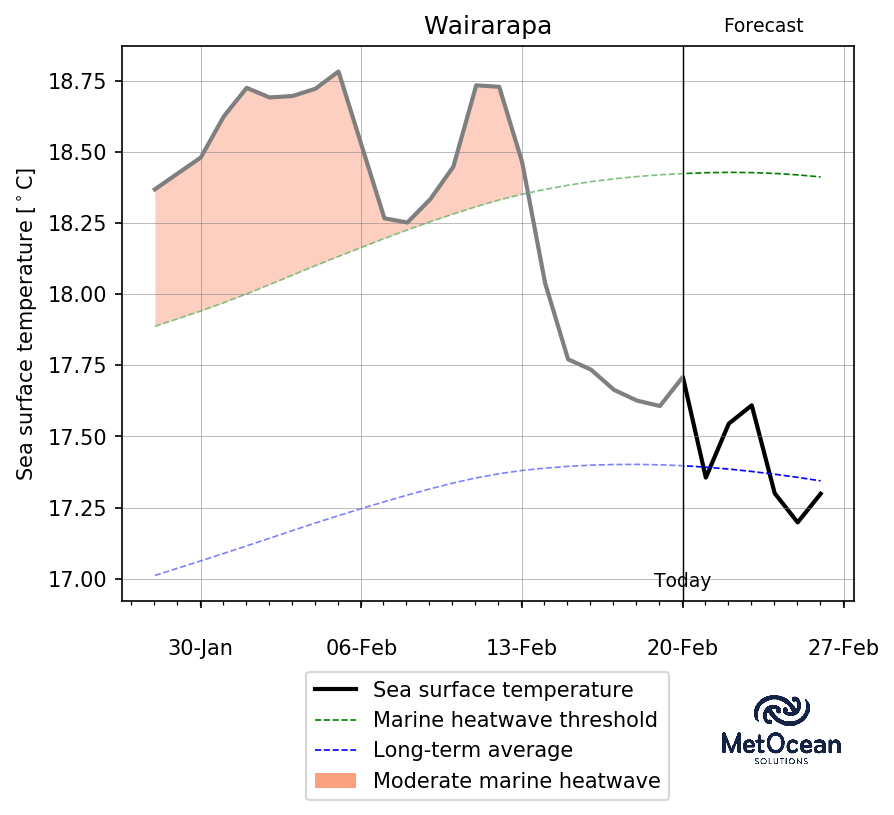 Wairarapa
Forecast
Sea surface temperature [°C]
18.75
18.50
18.25
18.00
17.75
17.50
17.25
17.00
Today
30-Jan
06-Feb
13-Feb
20-Feb
27-Feb
Sea surface temperature
Marine heatwave threshold
Long-term average
Moderate marine heatwave
MetOcean
SOLUTIONS